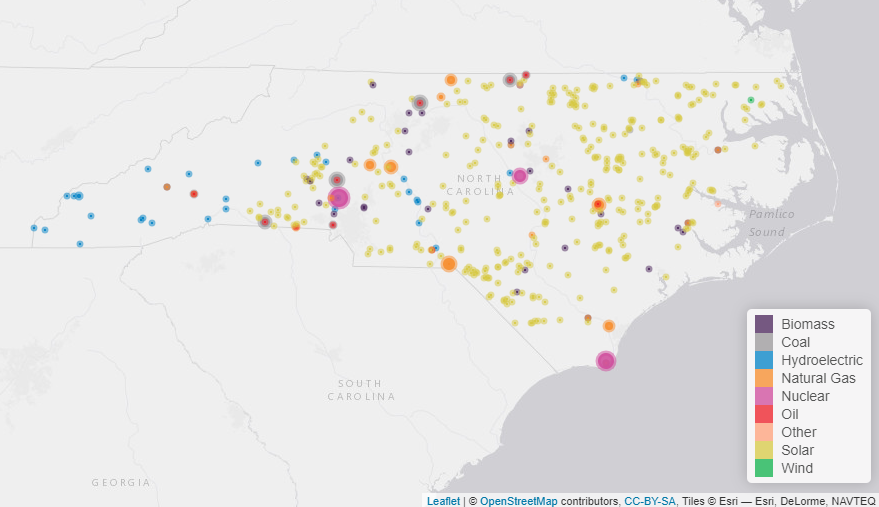 NORTH
CAROLINA
Pamlico
Sound
SOUTH
CAROLINA
GEORGIA
Biomass
Coal
Hydroelectric
Natural Gas
Nuclear
Oil
Other
Solar
Wind
Leaflet | © OpenStreetMap contributors, CC-BY-SA, Tiles © Esri — Esri, DeLorme, NAVTEQ